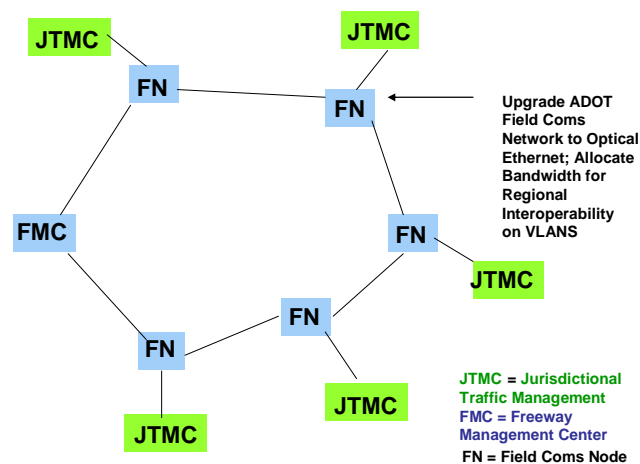 JTMC
JTMC
FN
FN
Upgrade ADOT
Field Coms
Network to Optical
Ethernet; Allocate
Bandwidth for
Regional
Interoperability
on VLANS
FMC
FN
JTMC
FN
FN
JTMC
JTMC
JTMC = Jurisdictional
Traffic Management
FMC = Freeway
Management Center
FN = Field Coms Node